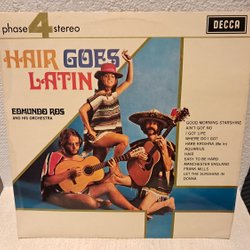 phase 4 stereo
DECCA
HAIR GOES
LATIN
EDMUNDO ROS
AND HIS ORCHESTRA
GOOD MORNING STARSHINE
AIN'T GOT NO
I GOT LIFE
WHERE DO I GO?
HARE KRISHNA (Be In)
AQUARIUS
HAIR
EASY TO BE HARD
MANCHESTER ENGLAND
FRANK MILLS
LET THE SUNSHINE IN
DONNA